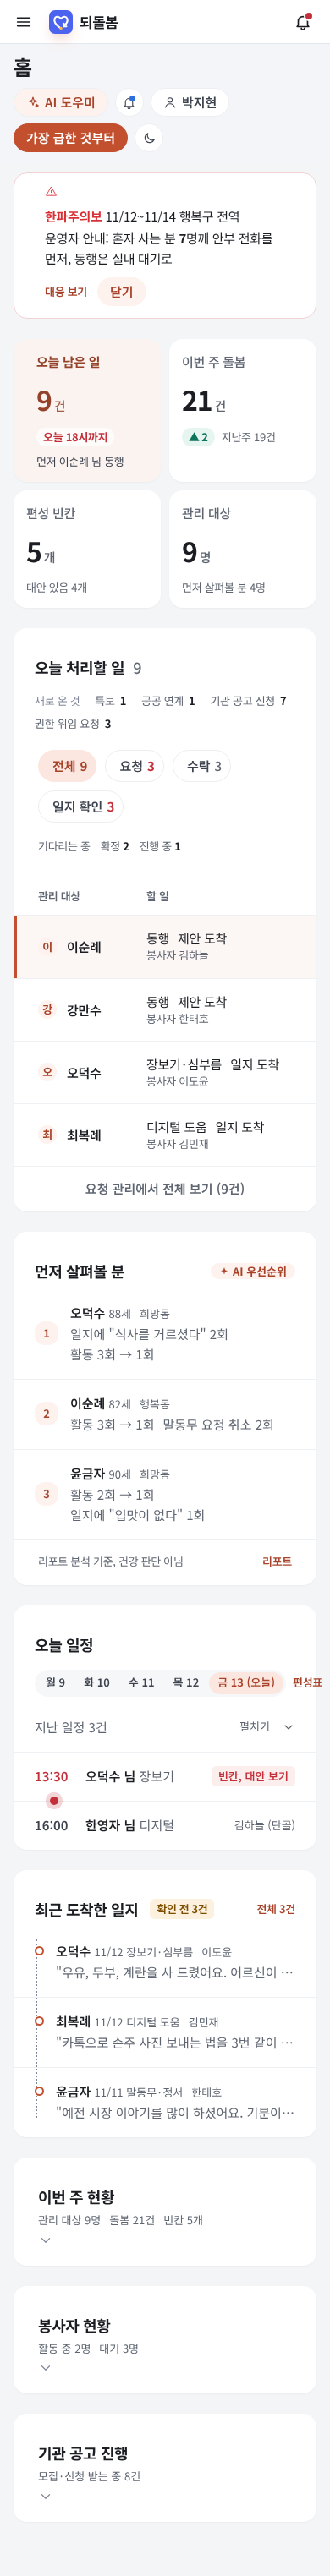 되돌봄
홈
AI 도우미
박지현
가장 급한 것부터
한파주의보 11/12~11/14 행복구 전역
운영자 안내: 혼자 사는 분 7명께 안부 전화를
먼저, 동행은 실내 대기로
대응 보기 닫기
오늘 남은 일
9 건
오늘 18시까지
먼저 이순례 님 동행
이번 주 돌봄
21 건
▲2 지난주 19건
편성 빈칸
5 개
대안 있음 4개
관리 대상
9 명
먼저 살펴볼 분 4명
오늘 처리할 일 9
새로 온 것 특보 1 공공 연계 1 기관 공고 신청 7
권한 위임 요청 3
전체 9 요청 3 수락 3
일지 확인 3
기다리는 중 확정 2 진행 중 1
관리 대상 할 일
이 이순례 동행 제안 도착
봉사자 김하늘
강 강만수 동행 제안 도착
봉사자 한태호
오 오덕수 장보기·심부름 일지 도착
봉사자 이도윤
최 최복례 디지털 도움 일지 도착
봉사자 김민재
요청 관리에서 전체 보기 (9건)
먼저 살펴볼 분 AI 우선순위
1 오덕수 88세 희망동
일지에 "식사를 거르셨다" 2회
활동 3회 → 1회
2 이순례 82세 행복동
활동 3회 → 1회 말동무 요청 취소 2회
3 윤금자 90세 희망동
활동 2회 → 1회
일지에 "입맛이 없다" 1회
리포트 분석 기준, 건강 판단 아님 리포트
오늘 일정
월 9 화 10 수 11 목 12 금 13 (오늘) 편성표
지난 일정 3건 펼치기
13:30 오덕수 님 장보기 빈칸, 대안 보기
16:00 한영자 님 디지털 김하늘 (단골)
최근 도착한 일지 확인 전 3건 전체 3건
오덕수 11/12 장보기·심부름 이도윤
"우유, 두부, 계란을 사 드렸어요. 어르신이 …
최복례 11/12 디지털 도움 김민재
"카톡으로 손주 사진 보내는 법을 3번 같이 …
윤금자 11/11 말동무·정서 한태호
"예전 시장 이야기를 많이 하셨어요. 기분이…
이번 주 현황
관리 대상 9명 돌봄 21건 빈칸 5개
봉사자 현황
활동 중 2명 대기 3명
기관 공고 진행
모집·신청 받는 중 8건